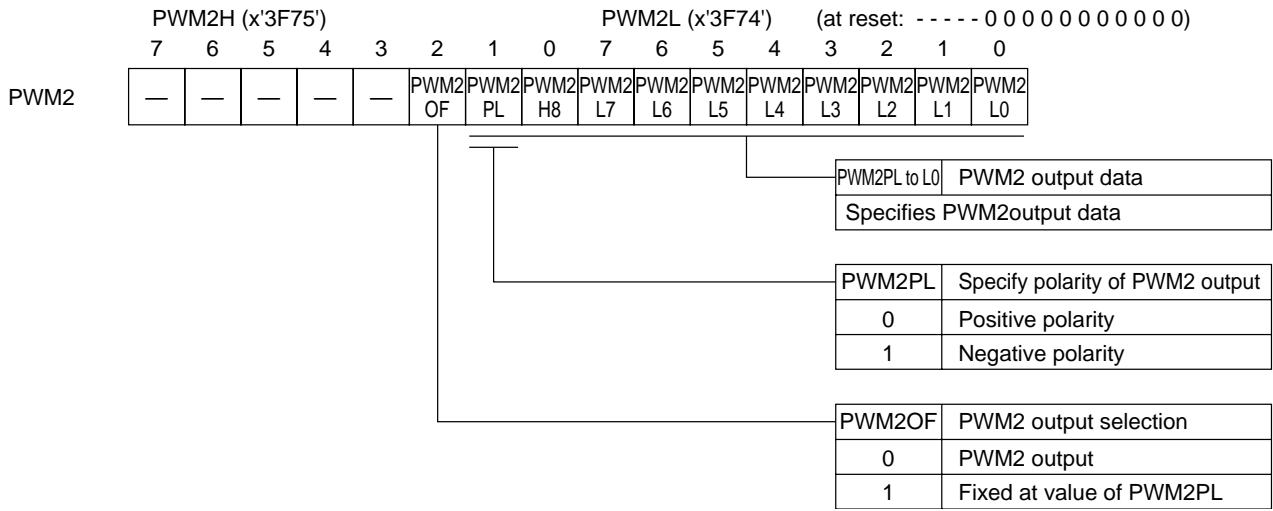 PWM2H (x'3F75') PWM2L (x'3F74') (at reset: - - - - - 0 0 0 0 0 0 0 0 0 0 0)
7 6 5 4 3 2 1 0 7 6 5 4 3 2 1 0
PWM2 — — — — — PWM2 OF PWM2 PL PWM2 H8 PWM2 L7 PWM2 L6 PWM2 L5 PWM2 L4 PWM2 L3 PWM2 L2 PWM2 L1 PWM2 L0
PWM2PL to L0 PWM2 output data
Specifies PWM2output data
PWM2PL Specify polarity of PWM2 output
0 Positive polarity
1 Negative polarity
PWM2OF PWM2 output selection
0 PWM2 output
1 Fixed at value of PWM2PL